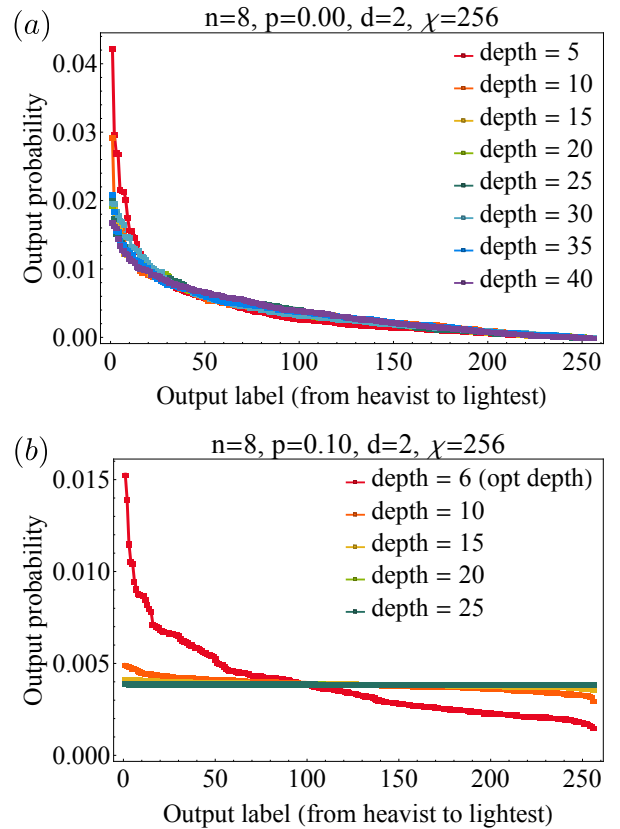 (a)
n=8, p=0.00, d=2, χ=256
Output probability
0.04
0.03
0.02
0.01
0.00
depth = 5
depth = 10
depth = 15
depth = 20
depth = 25
depth = 30
depth = 35
depth = 40
0 50 100 150 200 250
Output label (from heavist to lightest)
(b)
n=8, p=0.10, d=2, χ=256
Output probability
0.015
0.010
0.005
0.000
depth = 6 (opt depth)
depth = 10
depth = 15
depth = 20
depth = 25
0 50 100 150 200 250
Output label (from heavist to lightest)